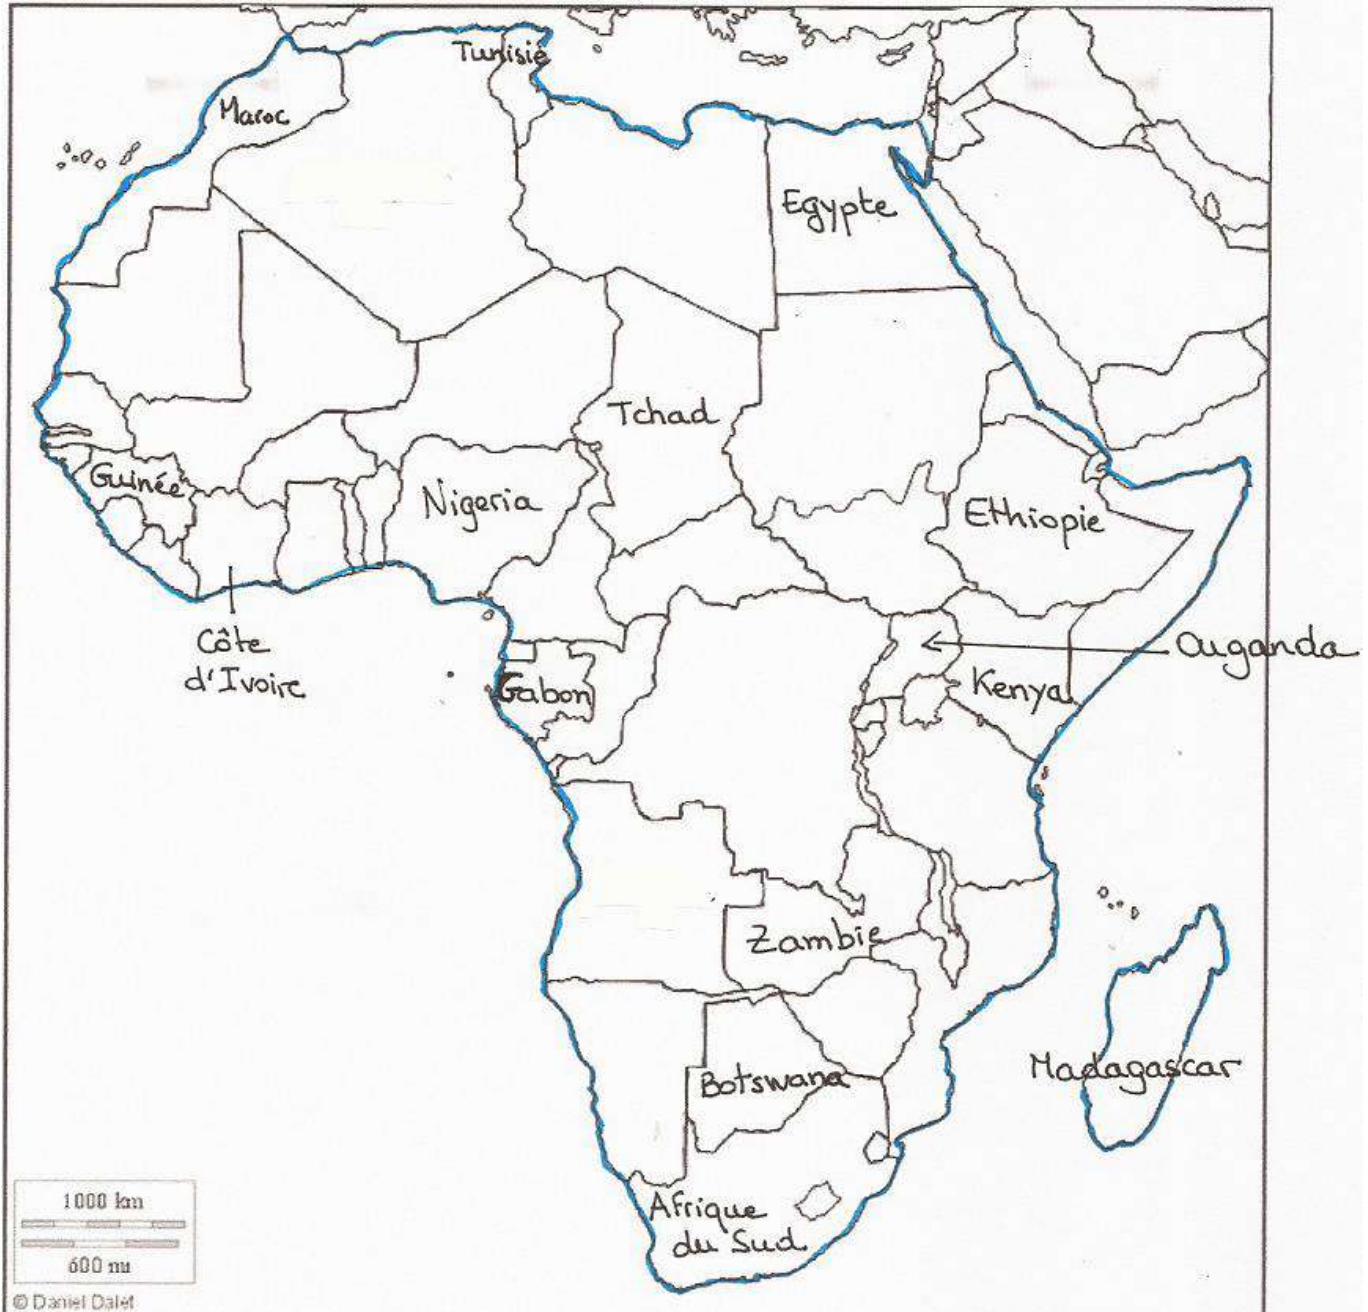 Tunisie
Maroc
Egypte
Tchad
Guinée
Nigeria
Ethiopie
Côte
d'Ivoire
Ouganda
Gabon
Kenya
Zambie
Madagascar
Botswana
Afrique
du Sud
1000 km
600 mi
© Daniel Dalet